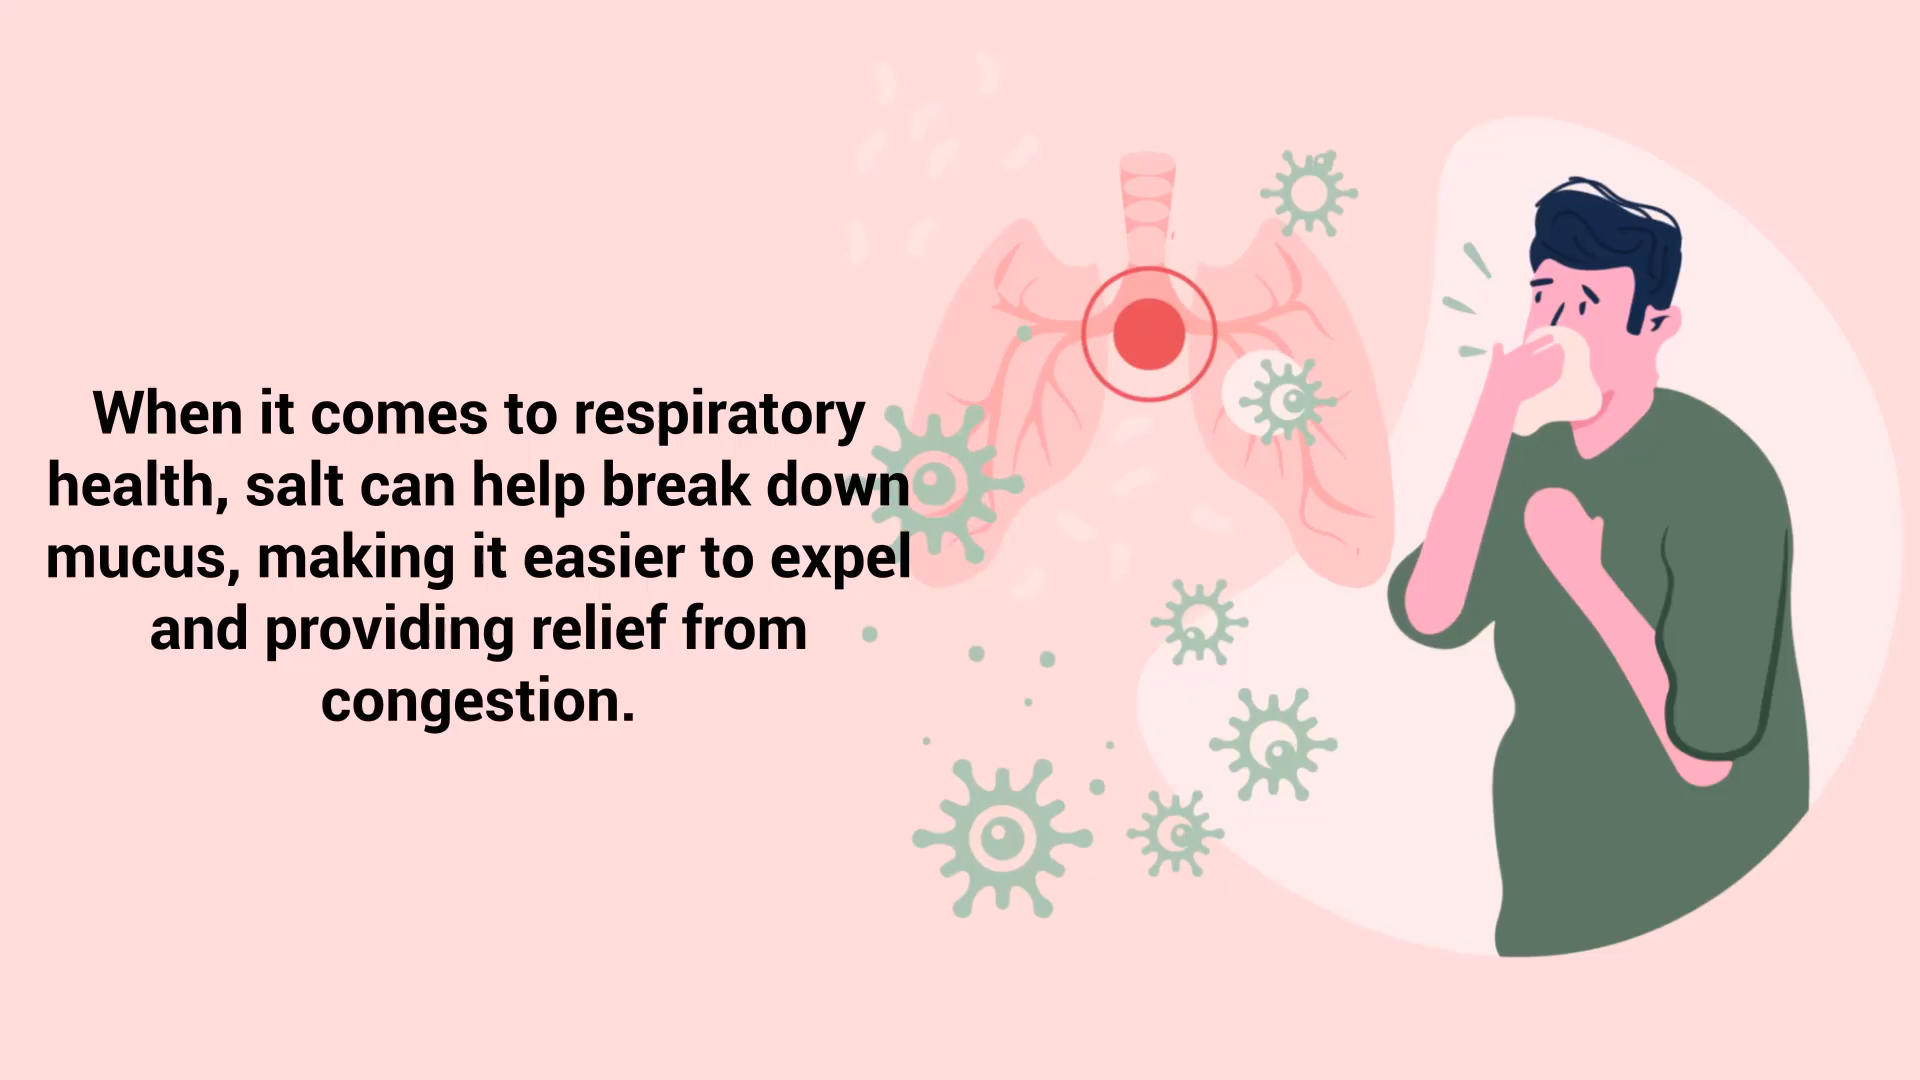 When it comes to respiratory
health, salt can help break down
mucus, making it easier to expel
and providing relief from
congestion.